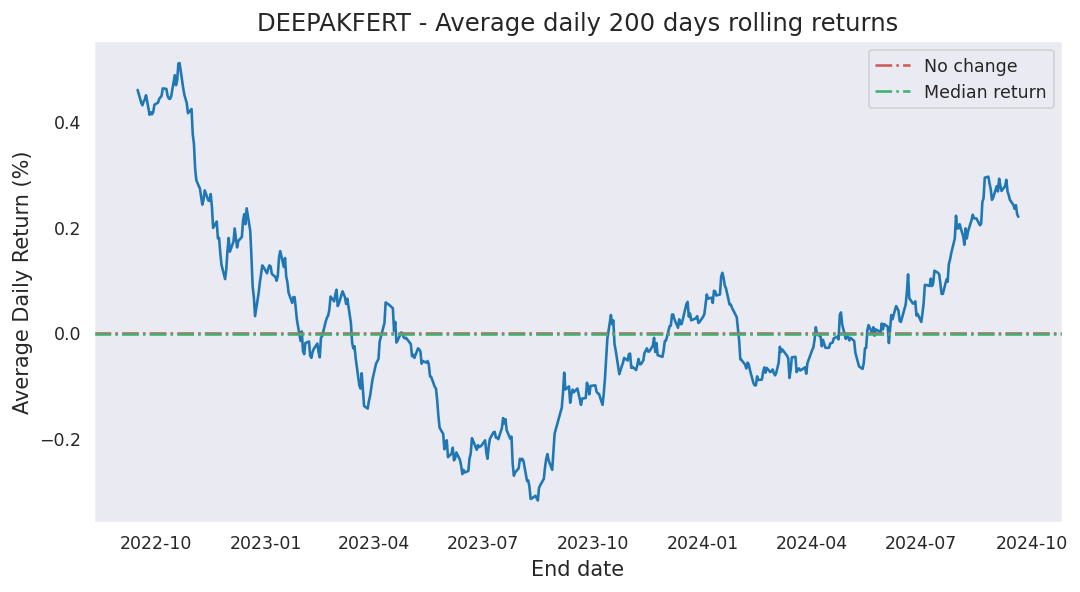 DEEPAKFERT - Average daily 200 days rolling returns
No change
Median return
Average Daily Return (%)
0.4
0.2
0.0
−0.2
2022-10
2023-01
2023-04
2023-07
2023-10
2024-01
2024-04
2024-07
2024-10
End date